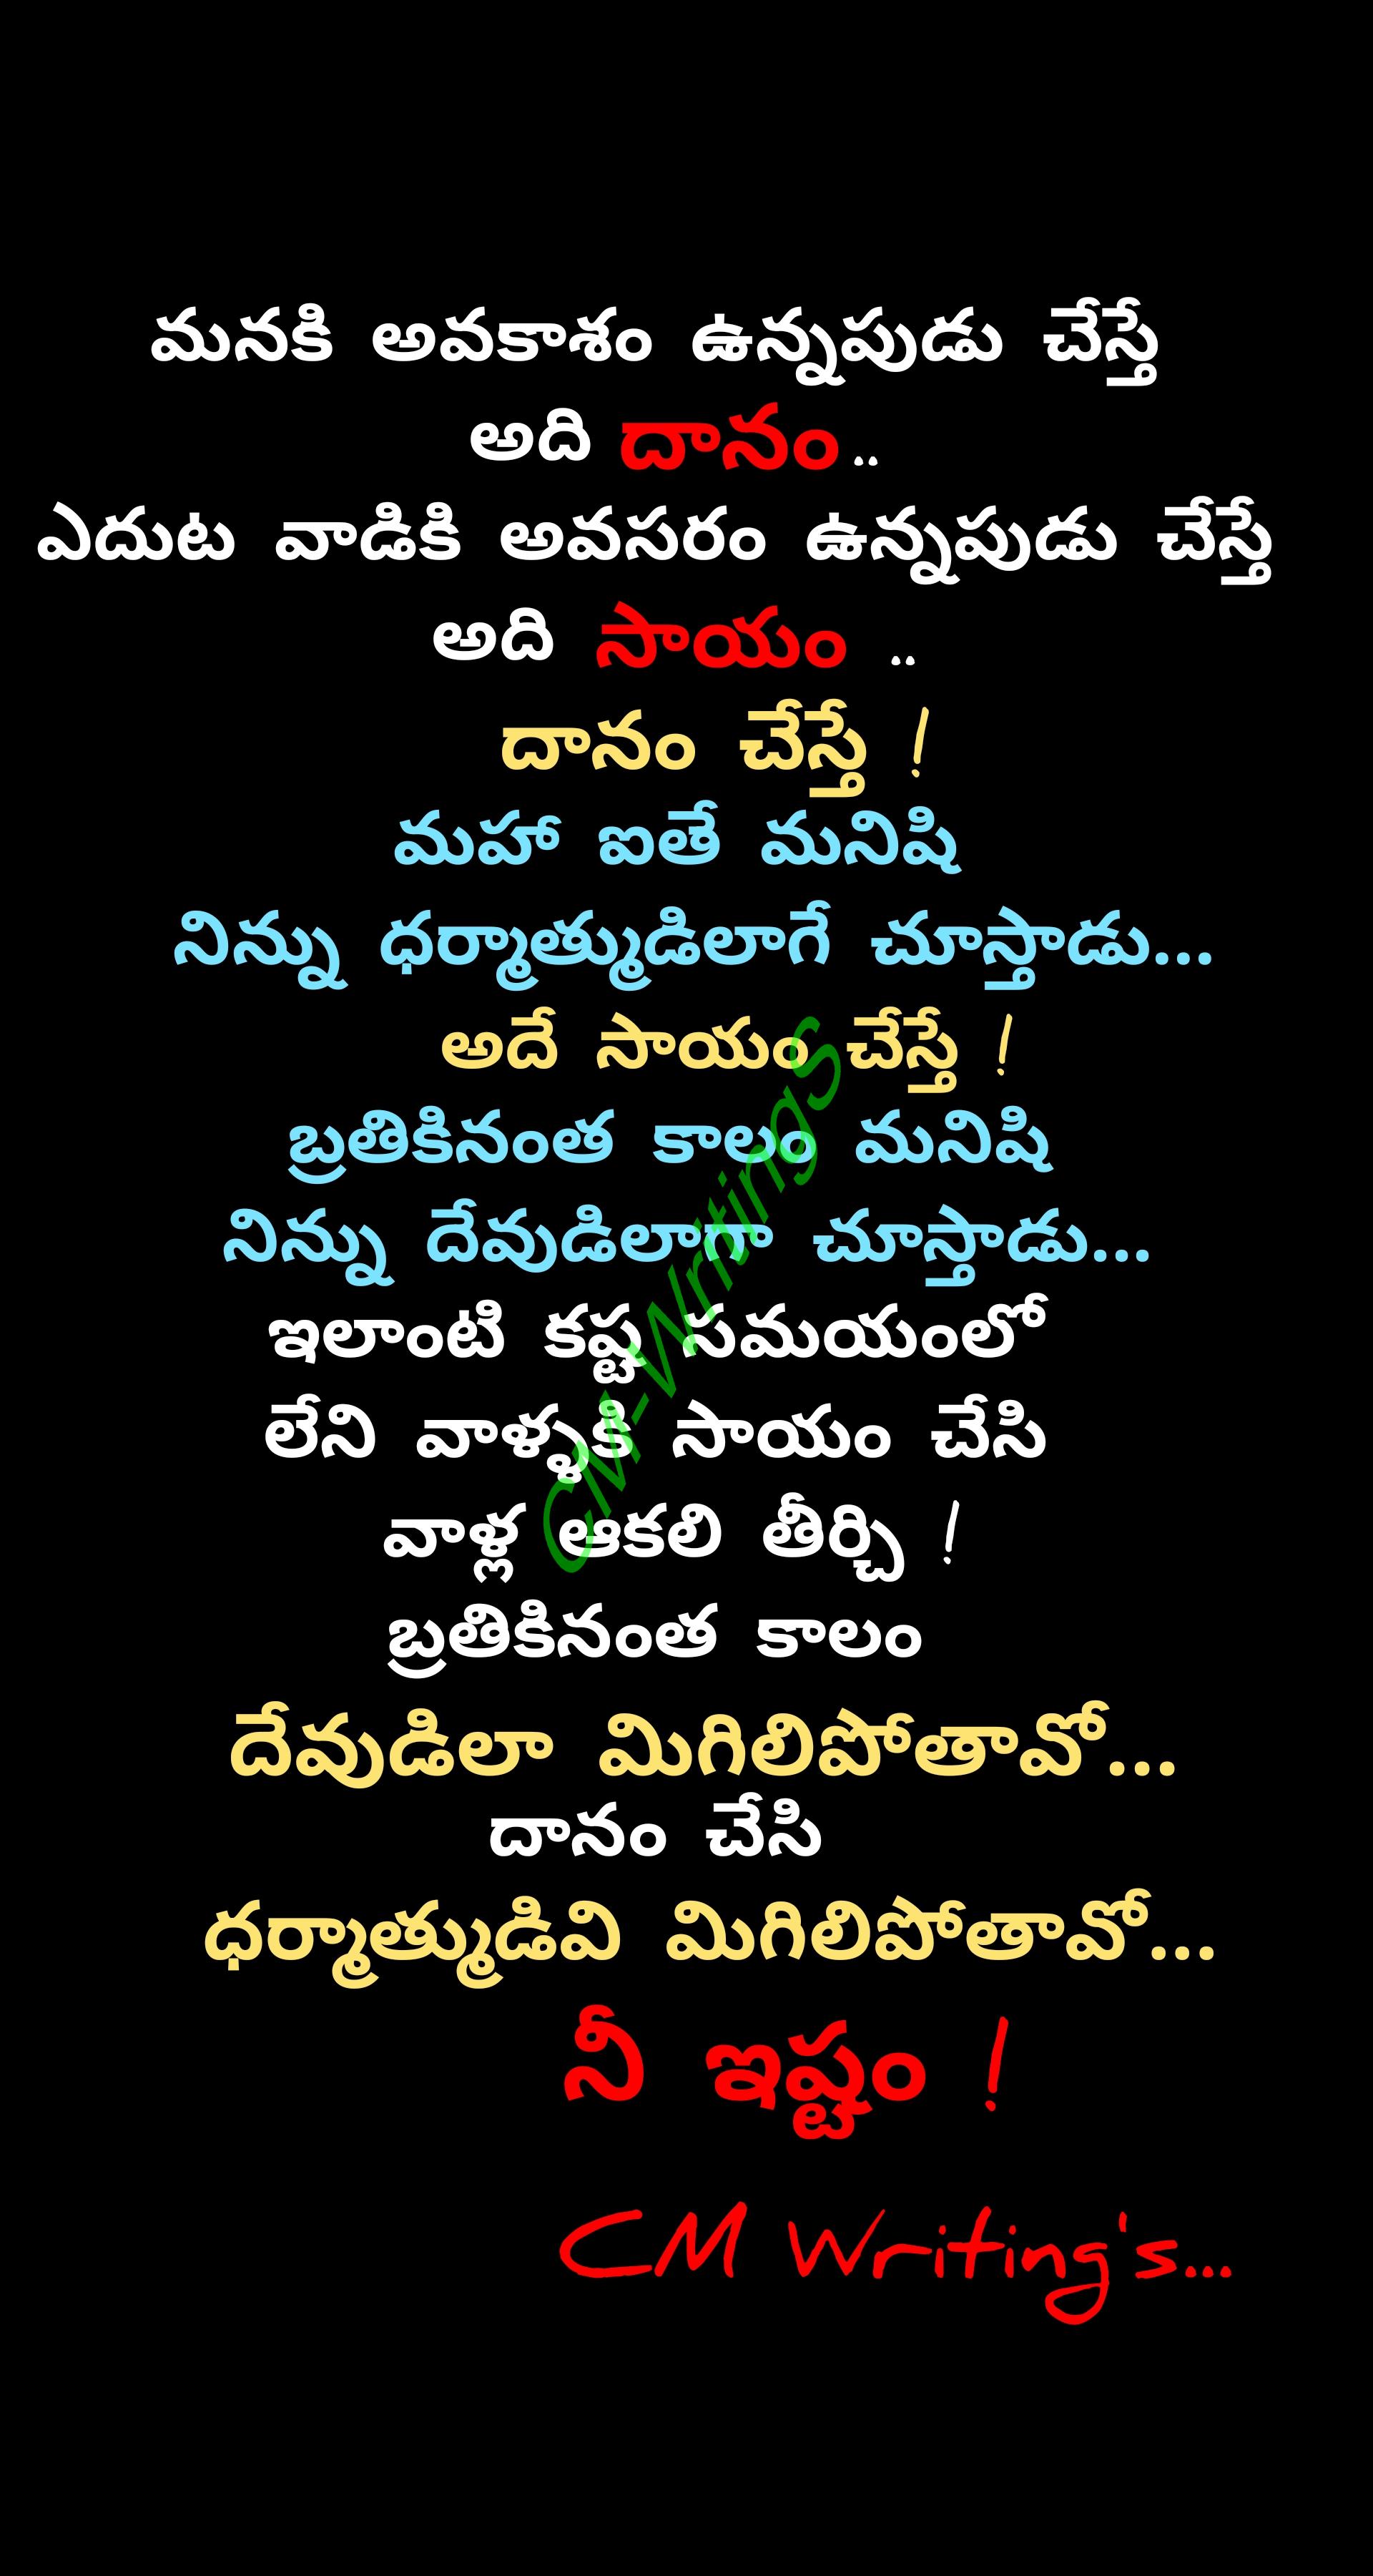 మనకి అవకాశం ఉన్నపుడు చేస్తే
అది దానం..
ఎదుట వాడికి అవసరం ఉన్నపుడు చేస్తే
అది సాయం ..
దానం చేస్తే !
మహా ఐతే మనిషి
నిన్ను ధర్మాత్ముడిలాగే చూస్తాడు...
అదే సాయం చేస్తే !
బ్రతికినంత కాలం మనిషి
నిన్ను దేవుడిలాగా చూస్తాడు...
ఇలాంటి కష్ట సమయంలో
లేని వాళ్ళకి సాయం చేసి
వాళ్ల ఆకలి తీర్చి !
బ్రతికినంత కాలం
దేవుడిలా మిగిలిపోతావో...
దానం చేసి
ధర్మాత్ముడివి మిగిలిపోతావో...
నీ ఇష్టం !
CM Writing's...
CM-Writings